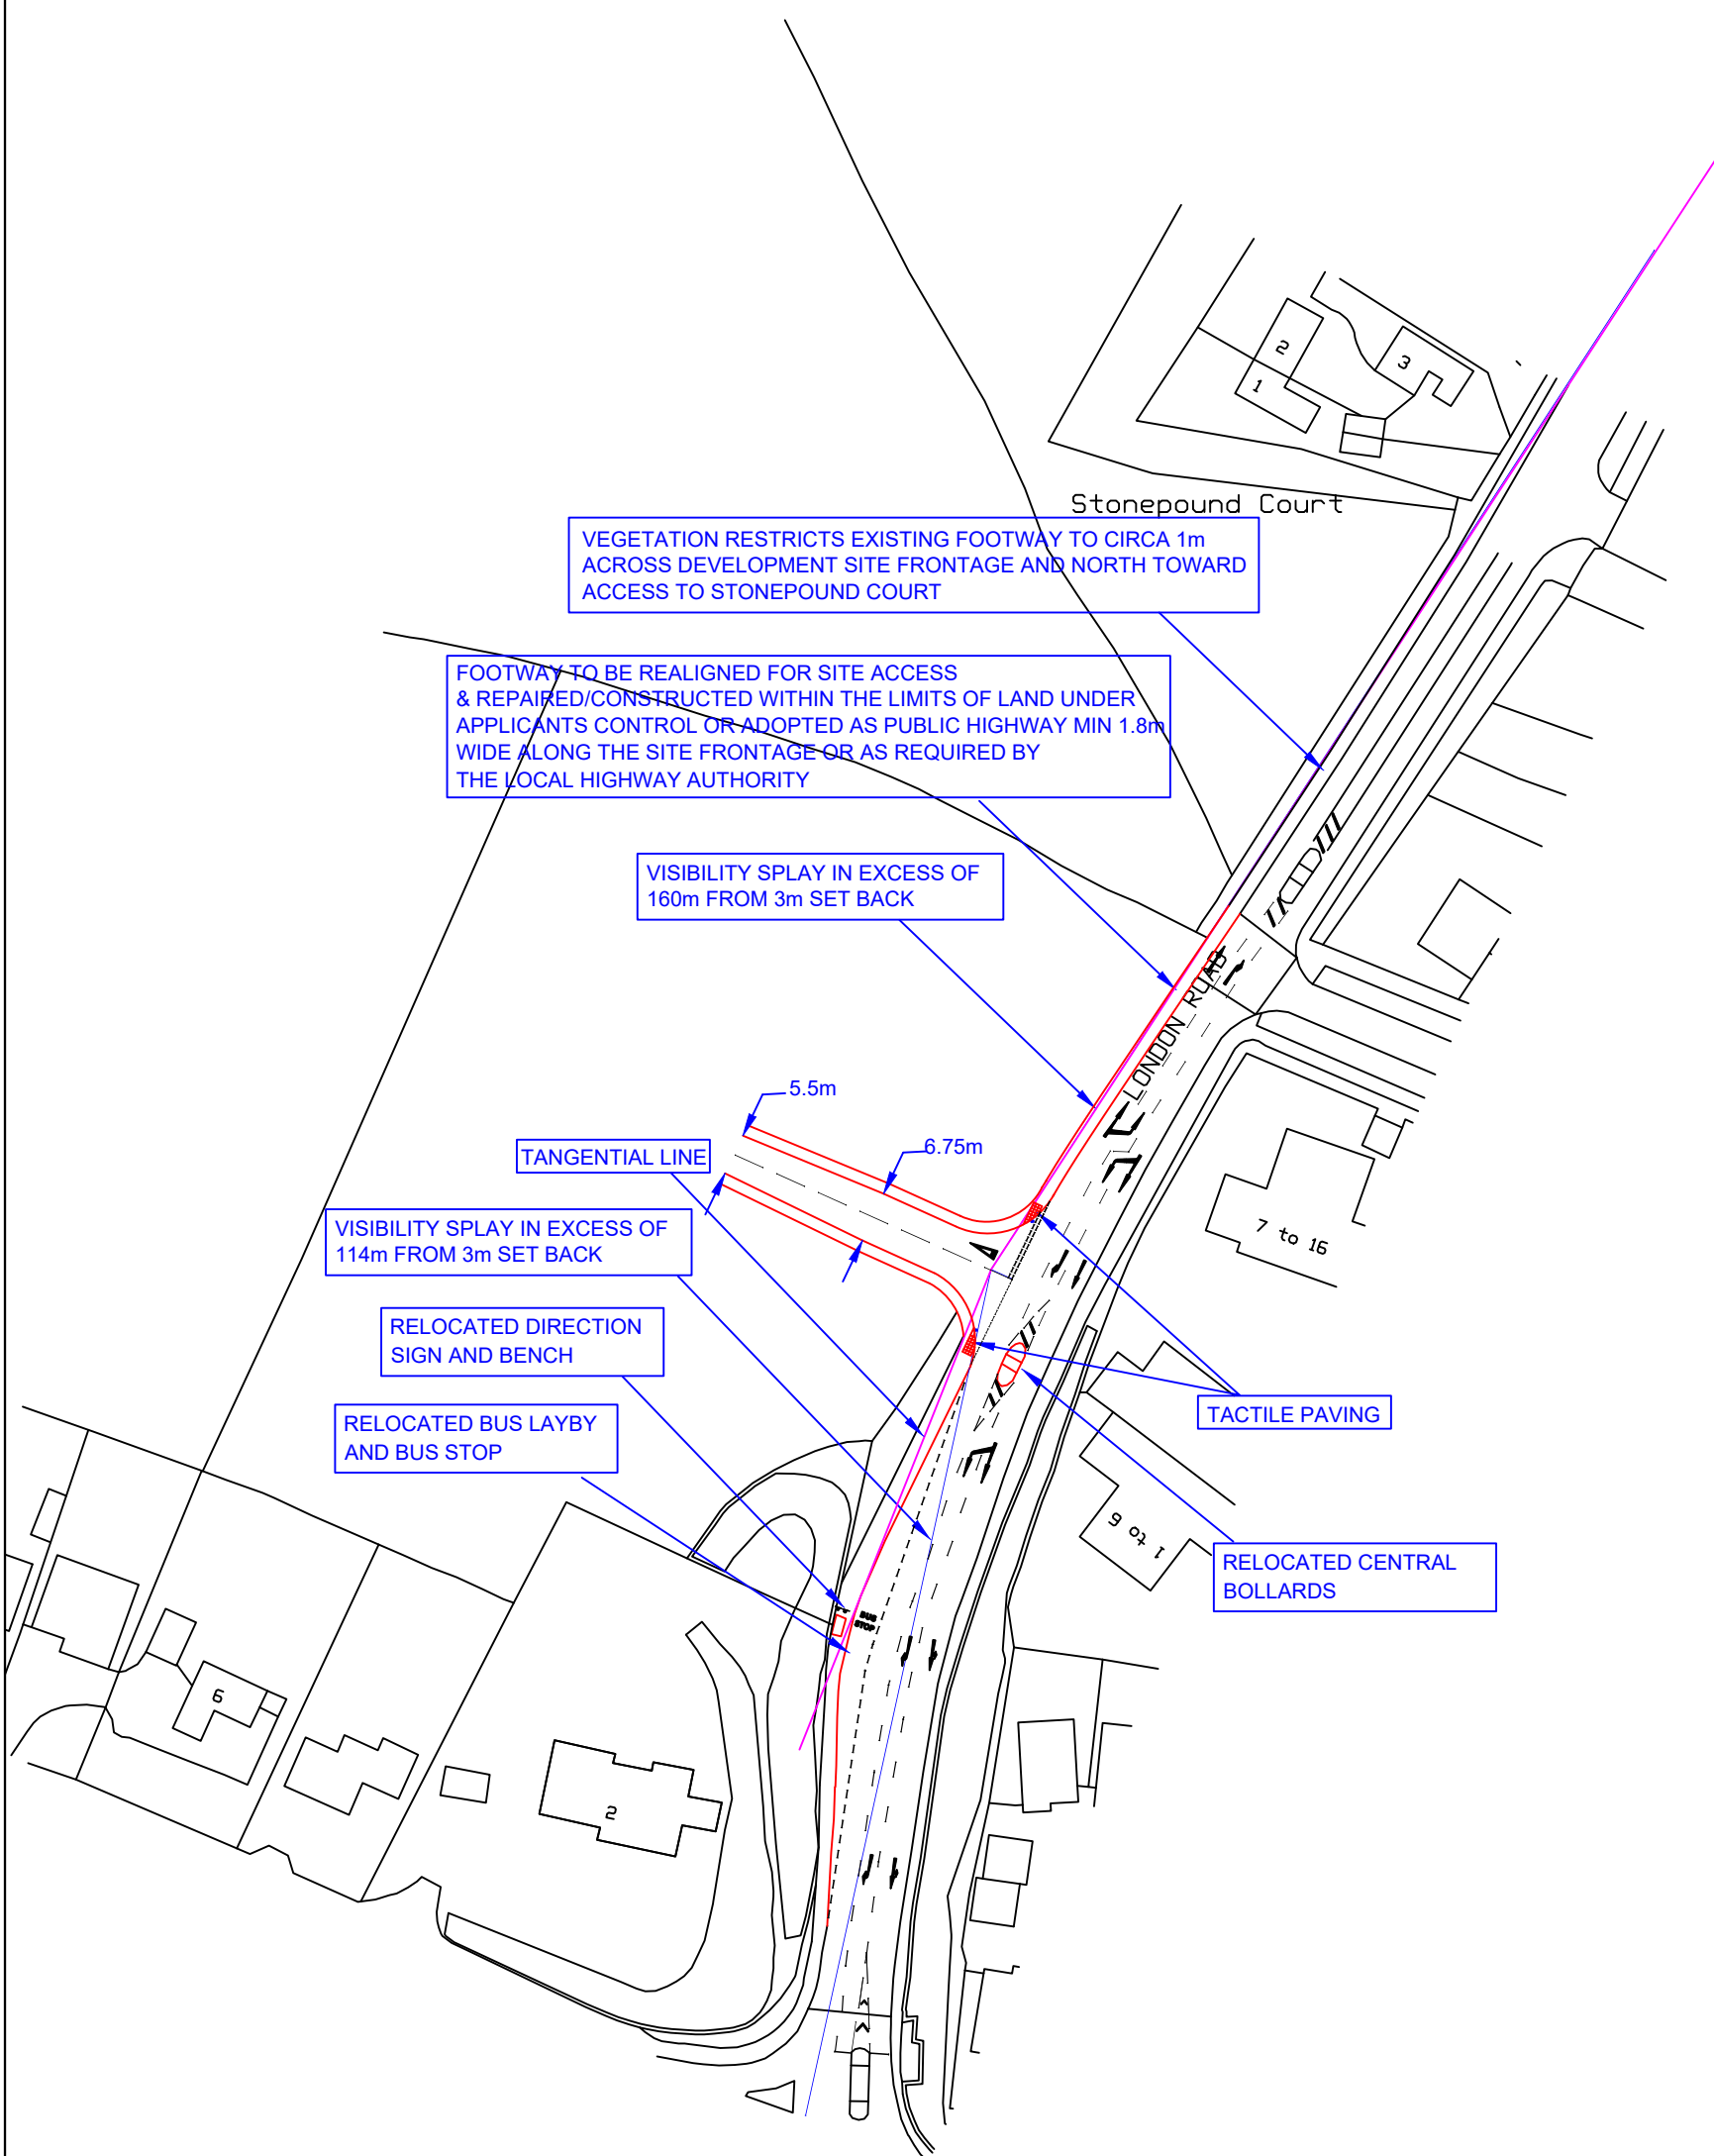 2
3
1
Stonepound Court
VEGETATION RESTRICTS EXISTING FOOTWAY TO CIRCA 1m
ACROSS DEVELOPMENT SITE FRONTAGE AND NORTH TOWARD
ACCESS TO STONEPOUND COURT
FOOTWAY TO BE REALIGNED FOR SITE ACCESS
& REPAIRED/CONSTRUCTED WITHIN THE LIMITS OF LAND UNDER
APPLICANTS CONTROL OR ADOPTED AS PUBLIC HIGHWAY MIN 1.8m
WIDE ALONG THE SITE FRONTAGE OR AS REQUIRED BY
THE LOCAL HIGHWAY AUTHORITY
VISIBILITY SPLAY IN EXCESS OF
160m FROM 3m SET BACK
LONDON ROAD
5.5m
6.75m
TANGENTIAL LINE
VISIBILITY SPLAY IN EXCESS OF
114m FROM 3m SET BACK
7 to 16
RELOCATED DIRECTION
SIGN AND BENCH
TACTILE PAVING
RELOCATED BUS LAYBY
AND BUS STOP
1 to 6
RELOCATED CENTRAL
BOLLARDS
BUS
STOP
6
2